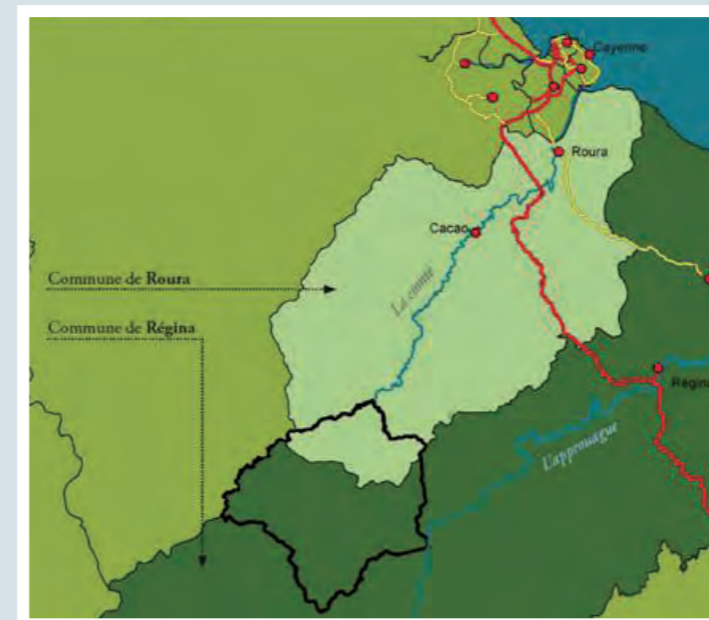 Cayenne
Roura
Cacao
La comté
Commune de Roura
Commune de Régina
Régina
L'approuague